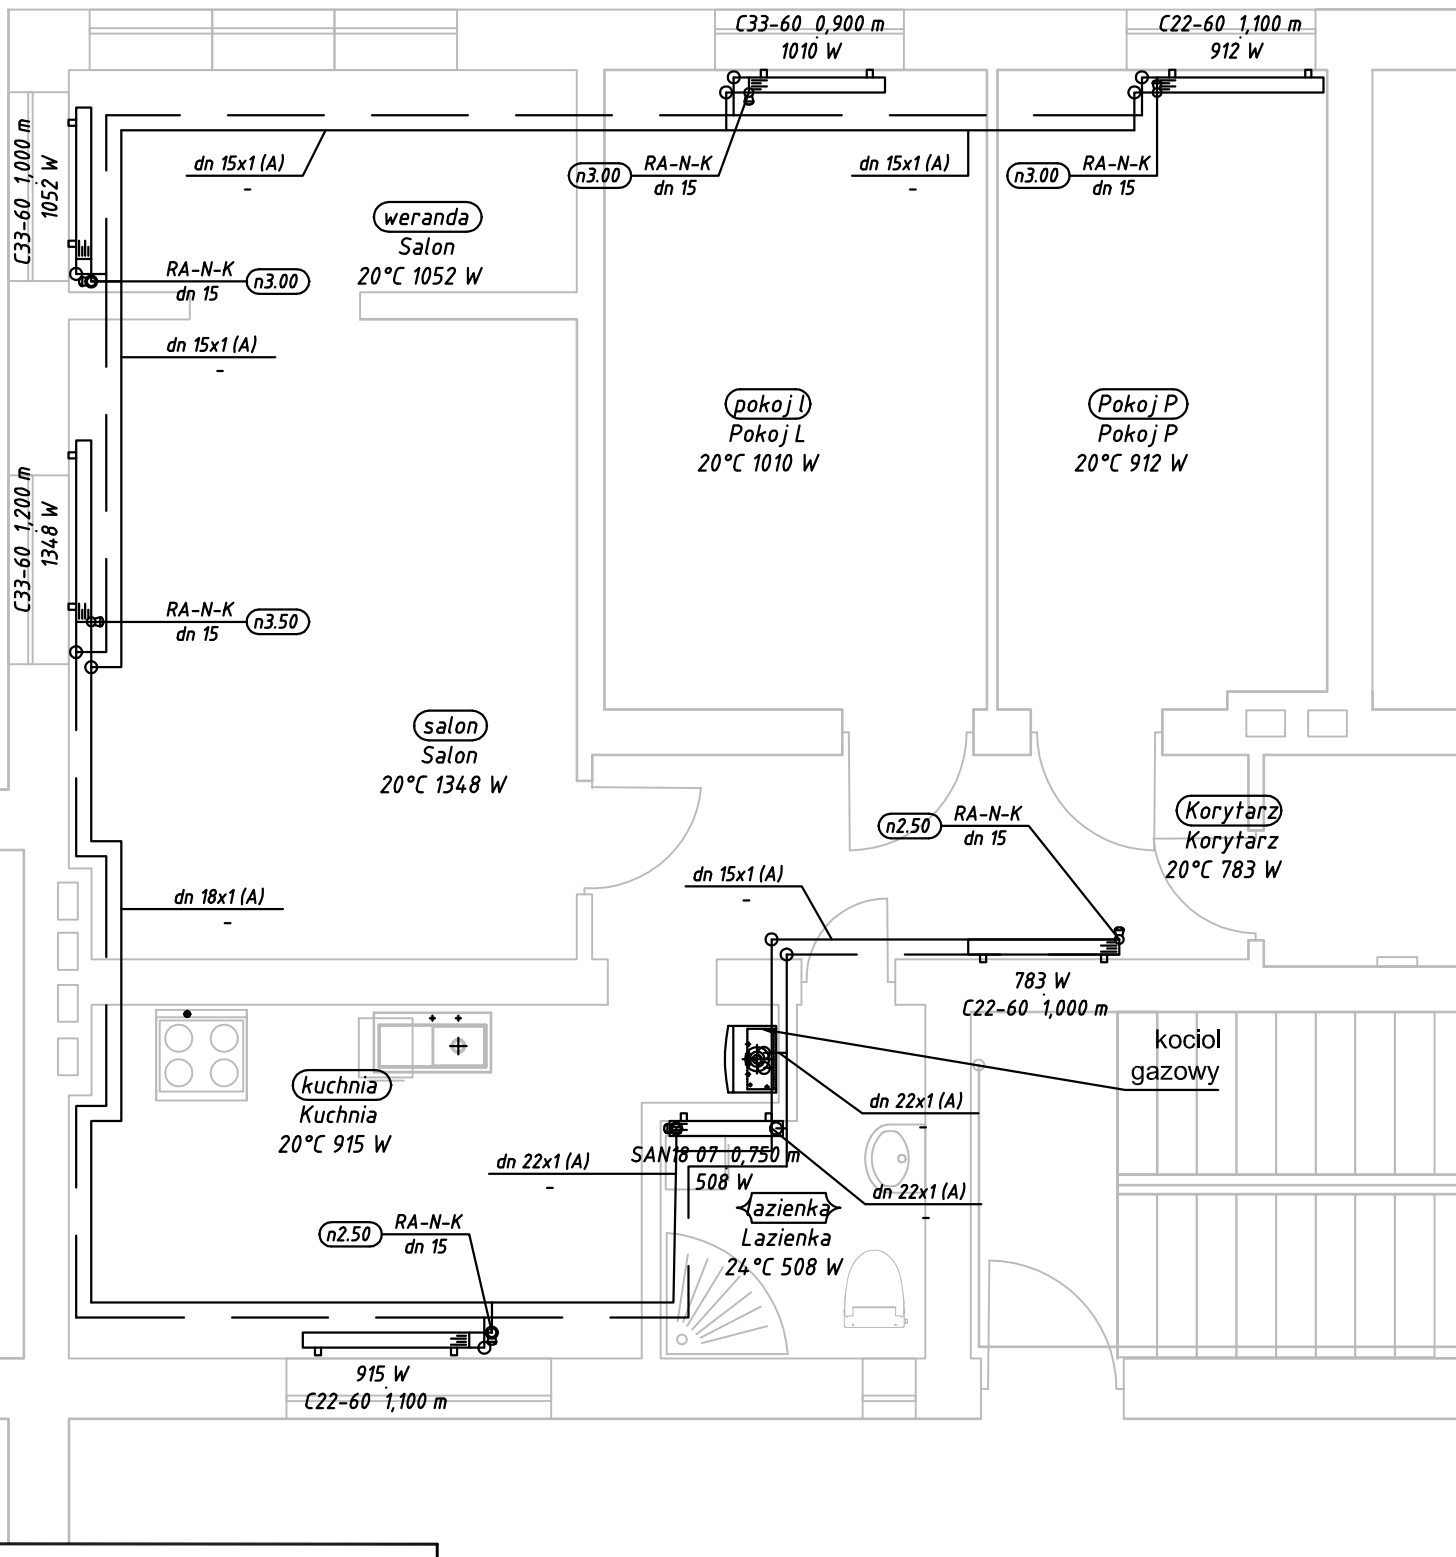 C33-60 0,900 m
1010 W
C22-60 1,100 m
912 W
C33-60 1,000 m
1052 W
dn 15x1 (A)
-
n3.00
RA-N-K
dn 15
dn 15x1 (A)
-
n3.00
RA-N-K
dn 15
weranda
Salon
20°C 1052 W
RA-N-K
dn 15
n3.00
dn 15x1 (A)
-
pokoj l
Pokoj L
20°C 1010 W
Pokoj P
Pokoj P
20°C 912 W
C33-60 1,200 m
1348 W
RA-N-K
dn 15
n3.50
salon
Salon
20°C 1348 W
n2.50
RA-N-K
dn 15
Korytarz
Korytarz
20°C 783 W
dn 15x1 (A)
-
dn 18x1 (A)
-
783 W
C22-60 1,000 m
kociol
gazowy
kuchnia
Kuchnia
20°C 915 W
dn 22x1 (A)
-
dn 22x1 (A)
-
SAN18 07 0,750 m
508 W
dn 22x1 (A)
-
azienka
Lazienka
24°C 508 W
n2.50
RA-N-K
dn 15
915 W
C22-60 1,100 m